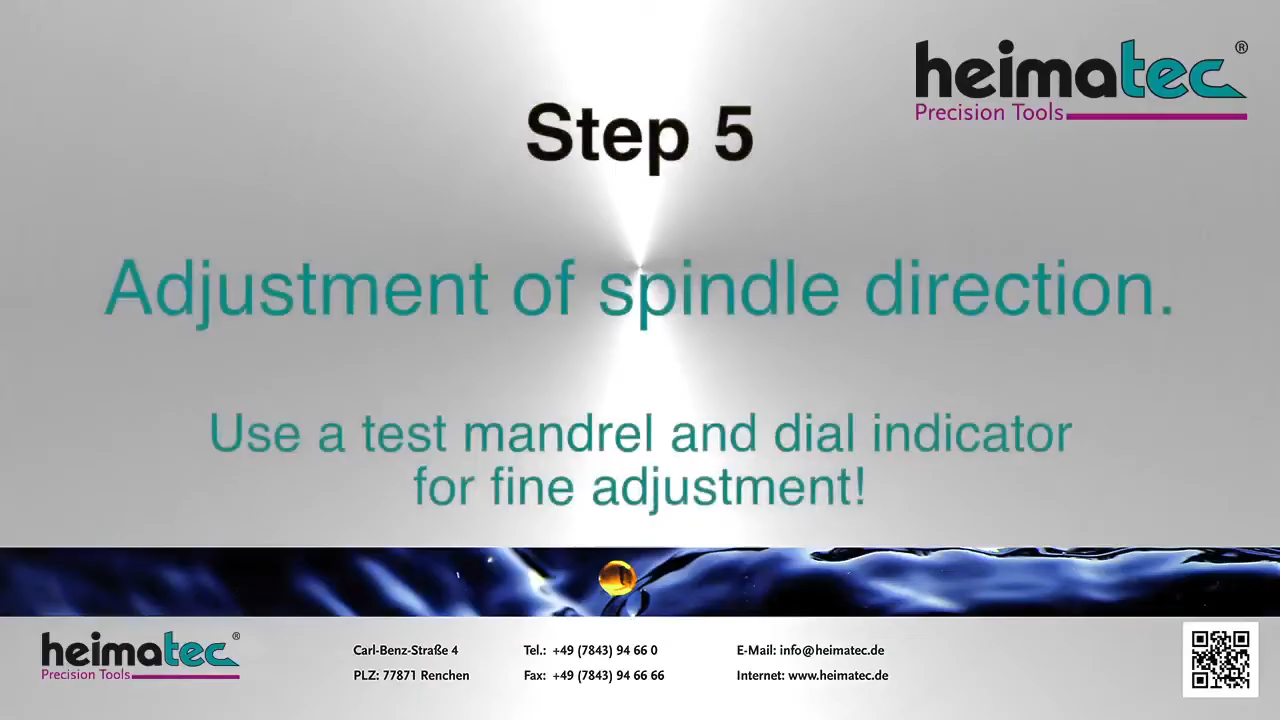 heimatec®
Precision Tools
Step 5
Adjustment of spindle direction.
Use a test mandrel and dial indicator
for fine adjustment!
heimatec®
Precision Tools
Carl-Benz-Straße 4
PLZ: 77871 Renchen
Tel.: +49 (7843) 94 66 0
Fax: +49 (7843) 94 66 66
E-Mail: info@heimatec.de
Internet: www.heimatec.de